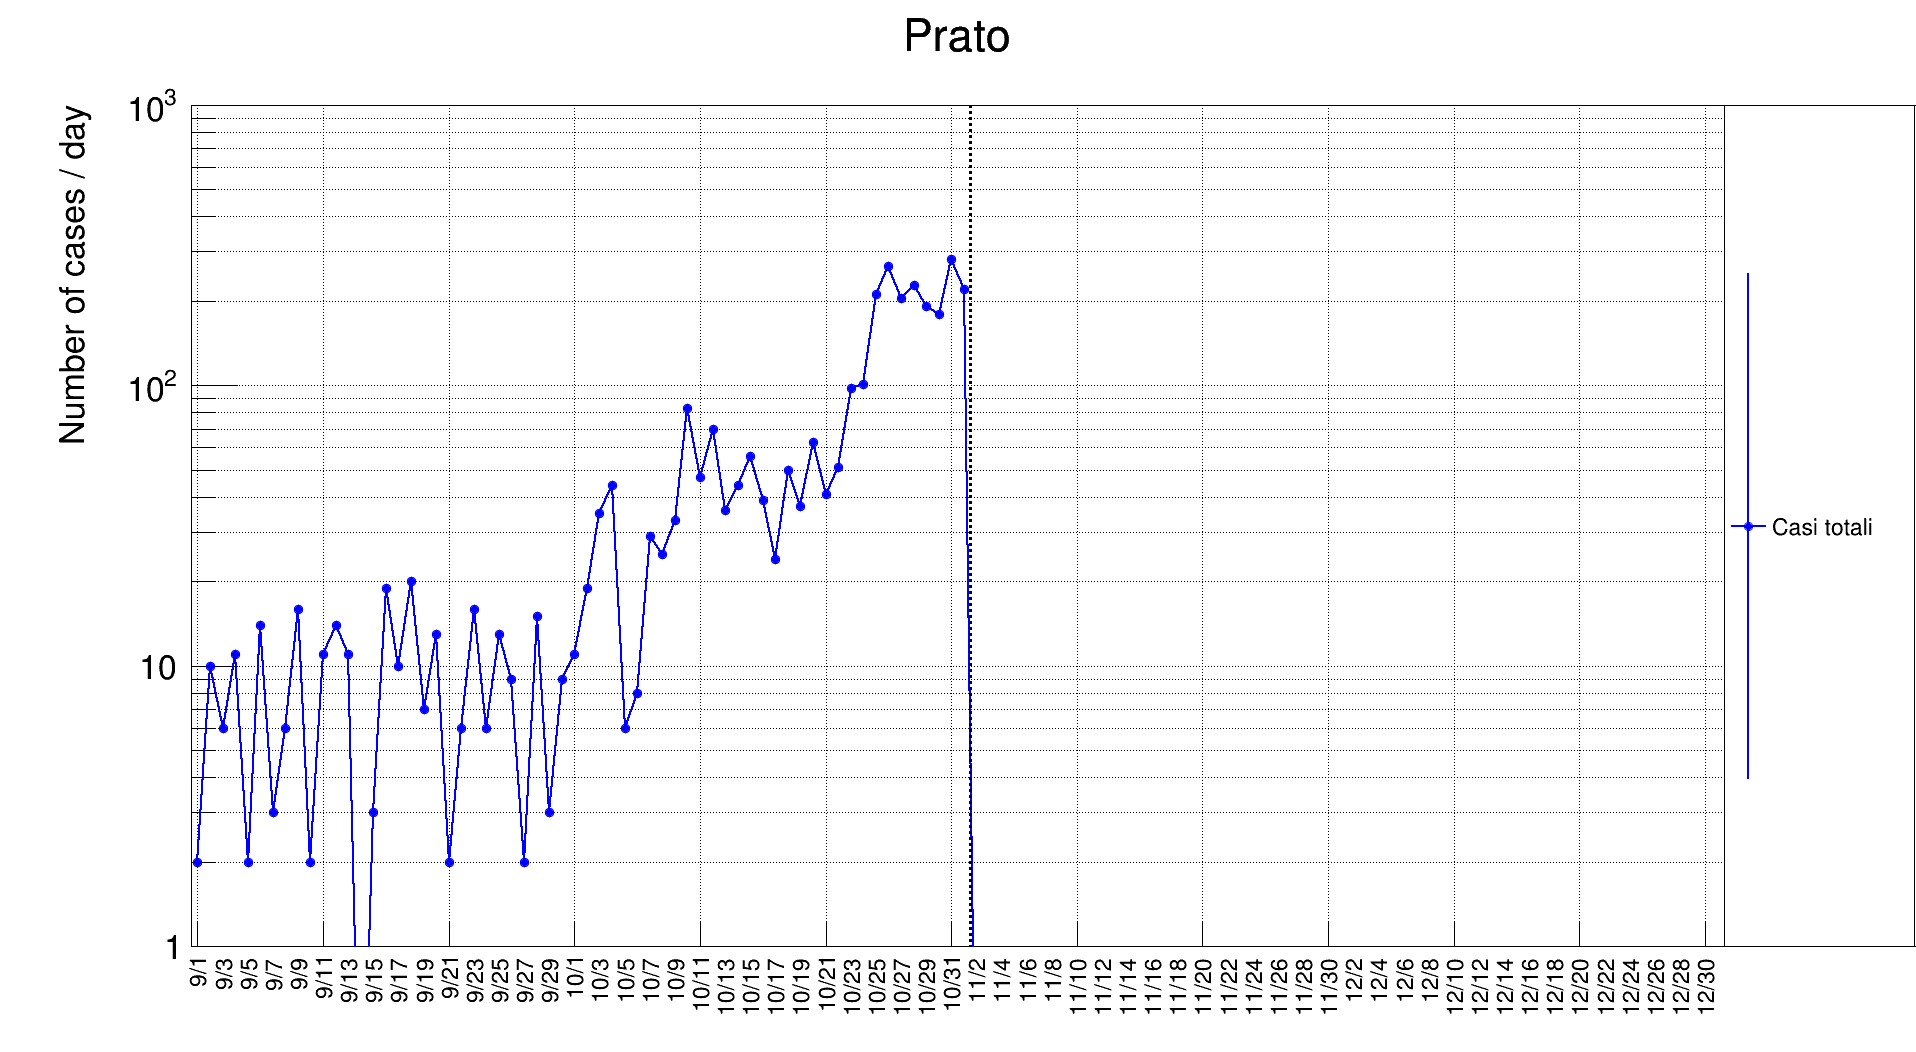 Prato
Number of cases / day
10³
10²
10
1
9/1 9/3 9/5 9/7 9/9 9/11 9/13 9/15 9/17 9/19 9/21 9/23 9/25 9/27 9/29 10/1 10/3 10/5 10/7 10/9 10/11 10/13 10/15 10/17 10/19 10/21 10/23 10/25 10/27 10/29 10/31 11/2 11/4 11/6 11/8 11/10 11/12 11/14 11/16 11/18 11/20 11/22 11/24 11/26 11/28 11/30 12/2 12/4 12/6 12/8 12/10 12/12 12/14 12/16 12/18 12/20 12/22 12/24 12/26 12/28 12/30
Casi totali